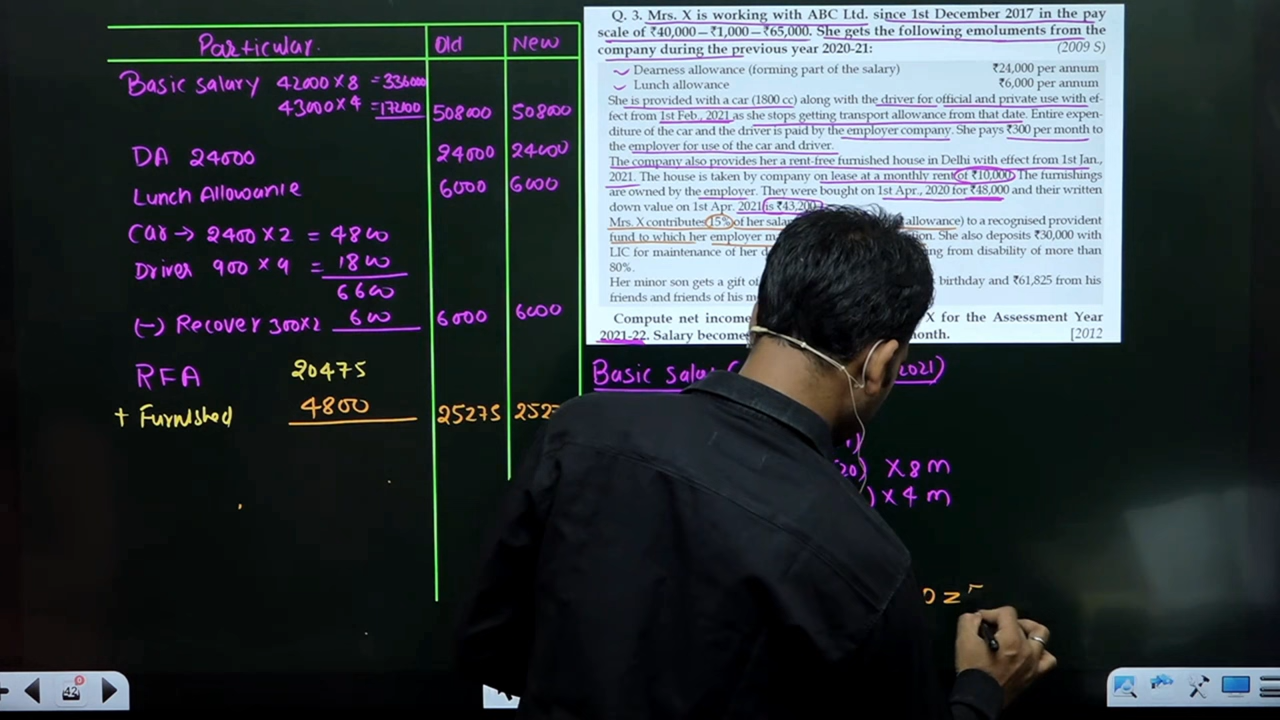 Particular. Old New
Basic salary 42000 X 8 = 336000
43000 X 4 = 172000 508000 508000
DA 24000 24000 24000
Lunch Allowance 6000 6000
Car → 2400 X 2 = 4800
Driver 900 X 9 = 1800
6600
(-) Recover 300X2 600 6000 6000
RFA 20475
+ Furnished 4800 25275 252
Q. 3. Mrs. X is working with ABC Ltd. since 1st December 2017 in the pay
scale of ₹40,000–₹1,000–₹65,000. She gets the following emoluments from the
company during the previous year 2020-21: (2009 S)
Dearness allowance (forming part of the salary) ₹24,000 per annum
Lunch allowance ₹6,000 per annum
She is provided with a car (1800 cc) along with the driver for official and private use with ef-
fect from 1st Feb., 2021 as she stops getting transport allowance from that date. Entire expen-
diture of the car and the driver is paid by the employer company. She pays ₹300 per month to
the employer for use of the car and driver.
The company also provides her a rent-free furnished house in Delhi with effect from 1st Jan.,
2021. The house is taken by company on lease at a monthly rent of ₹10,000. The furnishings
are owned by the employer. They were bought on 1st Apr., 2020 for ₹48,000 and their written
down value on 1st Apr. 2021 is ₹43,200
Mrs. X contributes 15% of her salar allowance) to a recognised provident
fund to which her employer m ion. She also deposits ₹30,000 with
LIC for maintenance of her d ing from disability of more than
80%.
Her minor son gets a gift of birthday and ₹61,825 from his
friends and friends of his m
Compute net income X for the Assessment Year
2021-22. Salary become month. [2012
Basic Salar 2021)
20) X 8 m
) X 4 m